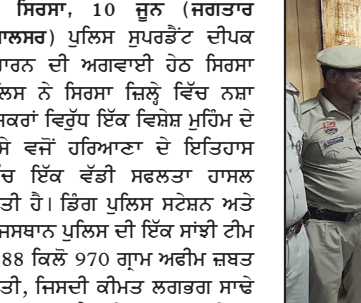 ਸਿਰਸਾ, 10 ਜੂਨ (ਜਗਤਾਰ
ਾਲਸਰ) ਪੁਲਿਸ ਸੁਪਰਡੈਂਟ ਦੀਪਕ
ਾਰਨ ਦੀ ਅਗਵਾਈ ਹੇਠ ਸਿਰਸਾ
ਲਿਸ ਨੇ ਸਿਰਸਾ ਜ਼ਿਲ੍ਹੇ ਵਿੱਚ ਨਸ਼ਾ
ਸਕਰਾਂ ਵਿਰੁੱਧ ਇੱਕ ਵਿਸ਼ੇਸ਼ ਮੁਹਿੰਮ ਦੇ
ਸੇ ਵਜੋਂ ਹਰਿਆਣਾ ਦੇ ਇਤਿਹਾਸ
ਚ ਇੱਕ ਵੱਡੀ ਸਫਲਤਾ ਹਾਸਲ
ਤੀ ਹੈ। ਡਿੰਗ ਪੁਲਿਸ ਸਟੇਸ਼ਨ ਅਤੇ
ਜਸਥਾਨ ਪੁਲਿਸ ਦੀ ਇੱਕ ਸਾਂਝੀ ਟੀਮ
88 ਕਿਲੋ 970 ਗ੍ਰਾਮ ਅਫੀਮ ਜ਼ਬਤ
ਤੀ, ਜਿਸਦੀ ਕੀਮਤ ਲਗਭਗ ਸਾਢੇ